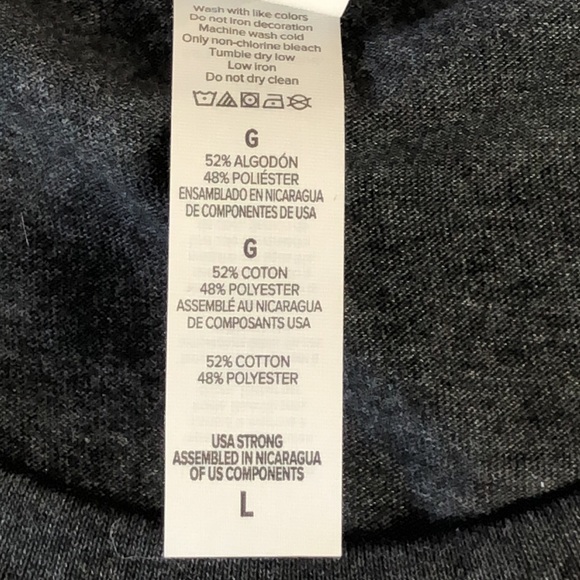 Wash with like colors
Do not iron decoration
Machine wash cold
Only non-chlorine bleach
Tumble dry low
Low iron
Do not dry clean
G
52% ALGODÓN
48% POLIÉSTER
ENSAMBLADO EN NICARAGUA
DE COMPONENTES DE USA
G
52% COTON
48% POLYESTER
ASSEMBLÉ AU NICARAGUA
DE COMPOSANTS USA
52% COTTON
48% POLYESTER
USA STRONG
ASSEMBLED IN NICARAGUA
OF US COMPONENTS
L